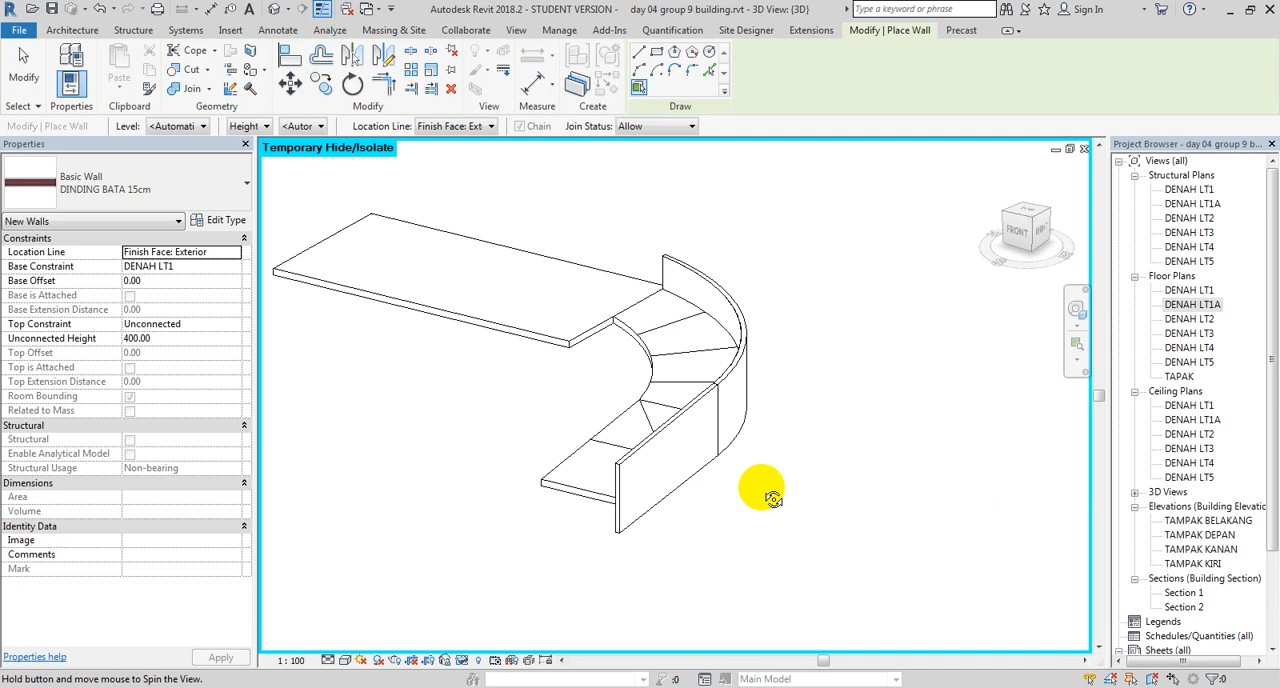 Autodesk Revit 2018.2 - STUDENT VERSION - day 04 group 9 building.rvt - 3D View: {3D}
Type a keyword or phrase
Sign In
File Architecture Structure Systems Insert Annotate Analyze Massing & Site Collaborate View Manage Add-Ins Quantification Site Designer Extensions Modify | Place Wall Precast
Modify
Paste
Cope
Cut
Join
Select Properties Clipboard Geometry Modify View Measure Create Draw
Modify | Place Wall Level: <Automati Height <Autor Location Line: Finish Face: Ext Chain Join Status: Allow
Properties
Basic Wall
DINDING BATA 15cm
New Walls Edit Type
Constraints
Location Line Finish Face: Exterior
Base Constraint DENAH LT1
Base Offset 0.00
Base is Attached
Base Extension Distance 0.00
Top Constraint Unconnected
Unconnected Height 400.00
Top Offset 0.00
Top is Attached
Top Extension Distance 0.00
Room Bounding
Related to Mass
Structural
Structural
Enable Analytical Model
Structural Usage Non-bearing
Dimensions
Area
Volume
Identity Data
Image
Comments
Mark
Properties help Apply
Temporary Hide/Isolate
FRONT
1 : 100
Project Browser - day 04 group 9 b...
Views (all)
Structural Plans
DENAH LT1
DENAH LT1A
DENAH LT2
DENAH LT3
DENAH LT4
DENAH LT5
Floor Plans
DENAH LT1
DENAH LT1A
DENAH LT2
DENAH LT3
DENAH LT4
DENAH LT5
TAPAK
Ceiling Plans
DENAH LT1
DENAH LT1A
DENAH LT2
DENAH LT3
DENAH LT4
DENAH LT5
3D Views
Elevations (Building Elevatic
TAMPAK BELAKANG
TAMPAK DEPAN
TAMPAK KANAN
TAMPAK KIRI
Sections (Building Section)
Section 1
Section 2
Legends
Schedules/Quantities (all)
Sheets (all)
Hold button and move mouse to Spin the View.
:0 Main Model :0